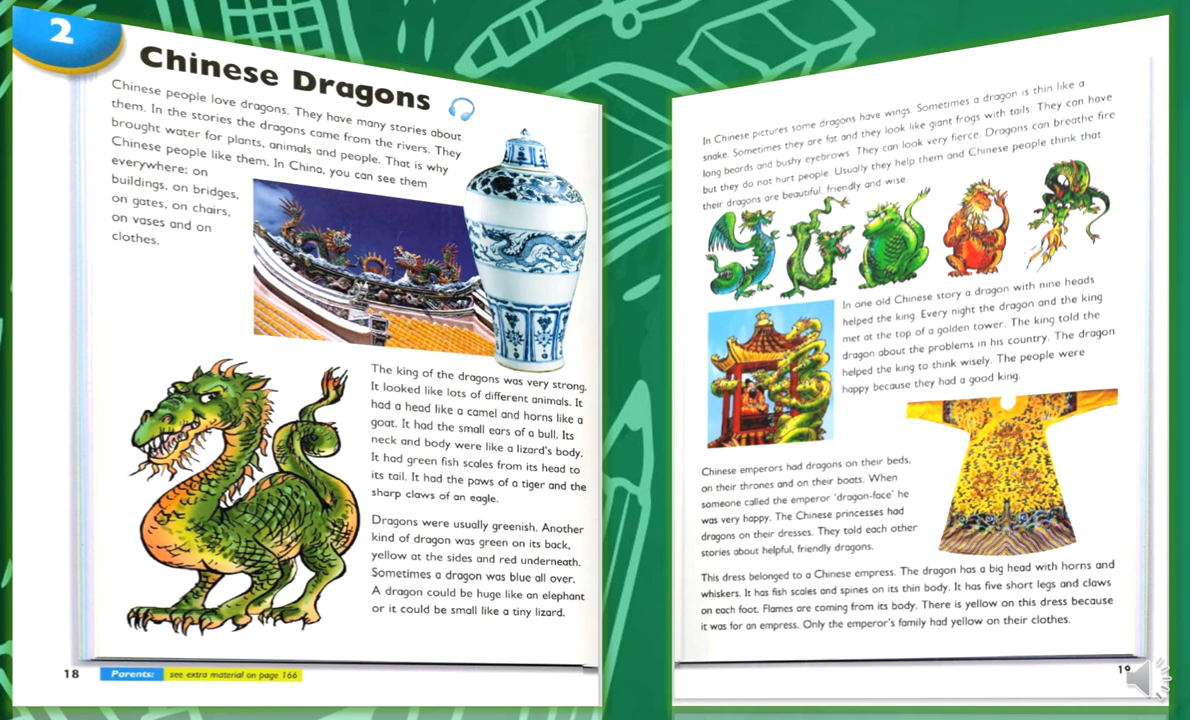 2
Chinese Dragons
Chinese people love dragons. They have many stories about
them. In the stories the dragons came from the rivers. They
brought water for plants, animals and people. That is why
Chinese people like them. In China, you can see them
everywhere; on
buildings, on bridges,
on gates, on chairs,
on vases and on
clothes.
The king of the dragons was very strong.
It looked like lots of different animals. It
had a head like a camel and horns like a
goat. It had the small ears of a bull. Its
neck and body were like a lizard's body.
It had green fish scales from its head to
its tail. It had the paws of a tiger and the
sharp claws of an eagle.
Dragons were usually greenish. Another
kind of dragon was green on its back,
yellow at the sides and red underneath.
Sometimes a dragon was blue all over.
A dragon could be huge like an elephant
or it could be small like a tiny lizard.
18
Parents:
see extra material on page 166
In Chinese pictures some dragons have wings. Sometimes a dragon is thin like a
snake. Sometimes they are fat and they look like giant frogs with tails. They can have
long beards and bushy eyebrows. They can look very fierce. Dragons can breathe fire
but they do not hurt people. Usually they help them and Chinese people think that
their dragons are beautiful, friendly and wise.
In one old Chinese story a dragon with nine heads
helped the king. Every night the dragon and the king
met at the top of a golden tower. The king told the
dragon about the problems in his country. The dragon
helped the king to think wisely. The people were
happy because they had a good king.
Chinese emperors had dragons on their beds,
on their thrones and on their boats. When
someone called the emperor 'dragon-face' he
was very happy. The Chinese princesses had
dragons on their dresses. They told each other
stories about helpful, friendly dragons.
This dress belonged to a Chinese empress. The dragon has a big head with horns and
whiskers. It has fish scales and spines on its thin body. It has five short legs and claws
on each foot. Flames are coming from its body. There is yellow on this dress because
it was for an empress. Only the emperor's family had yellow on their clothes.
19